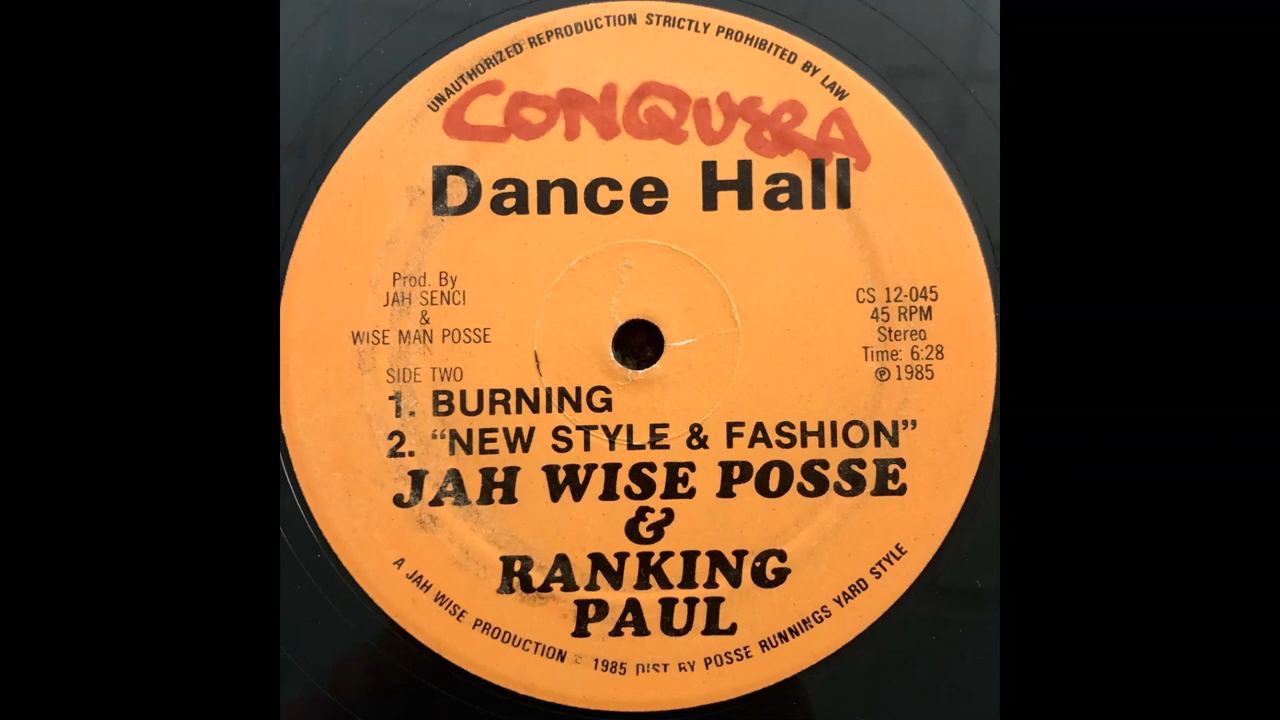 UNAUTHORIZED REPRODUCTION STRICTLY PROHIBITED BY LAW
CONQUERA
Dance Hall
Prod. By
JAH SENCI
&
WISE MAN POSSE
CS 12-045
45 RPM
Stereo
Time: 6:28
℗ 1985
SIDE TWO
1. BURNING
2. “NEW STYLE & FASHION”
JAH WISE POSSE
&
RANKING
PAUL
A JAH WISE PRODUCTION © 1985 DIST BY POSSE RUNNINGS YARD STYLE